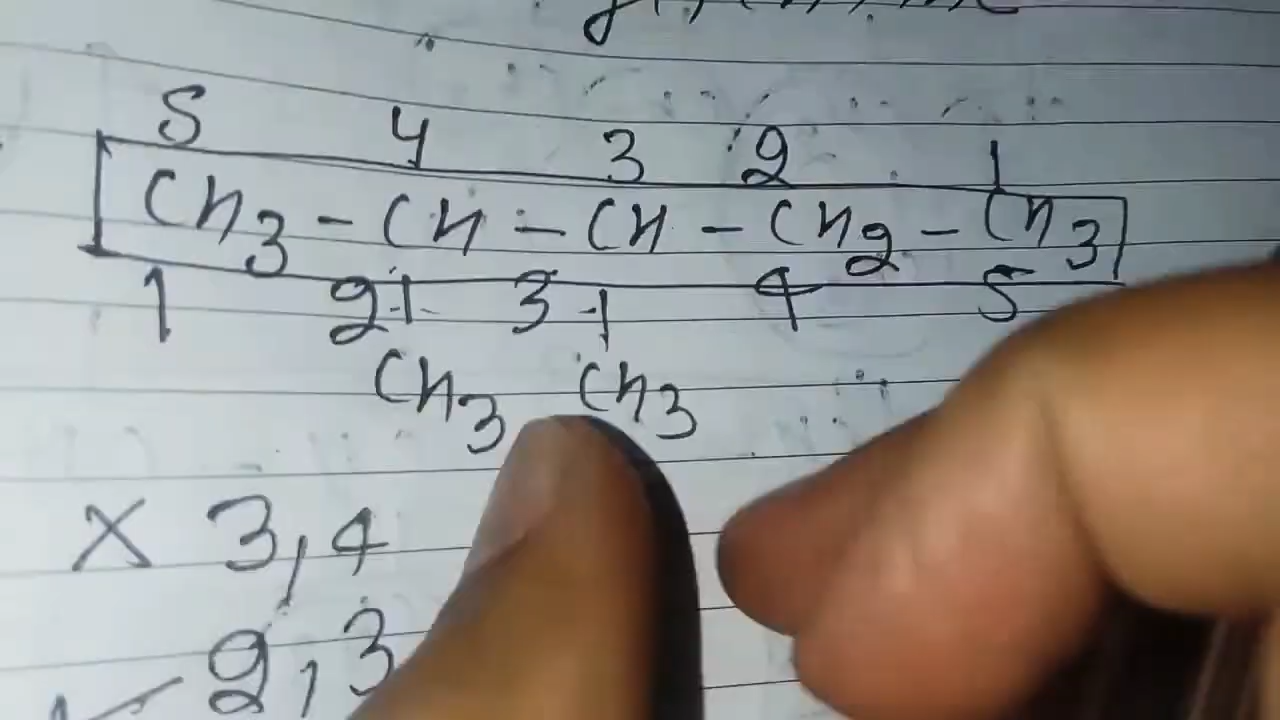 5 4 3 2 1
CH3 - CH - CH - CH2 - CH3
1 2 3 4 5
CH3 CH3
× 3,4
✓ 2,3